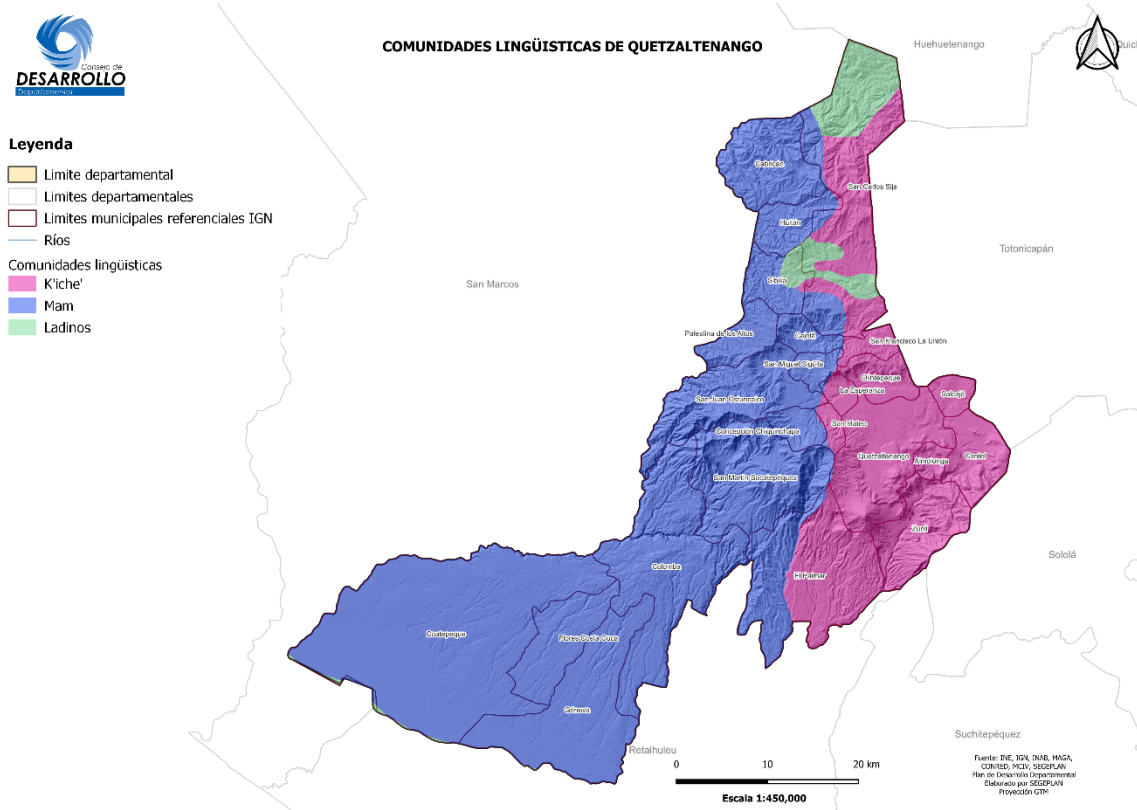 Consejo de
DESARROLLO
Departamental
COMUNIDADES LINGÜISTICAS DE QUETZALTENANGO
Leyenda
Limite departamental
Limites departamentales
Limites municipales referenciales IGN
Ríos
Comunidades lingüisticas
K'iche'
Mam
Ladinos
Huehuetenango
Quich
Cabricán
San Carlos Sija
Huitán
Totonicapán
San Marcos
Sibilia
Palestina de los Altos
Cajolá
San Francisco La Unión
San Miguel Sigüila
Olintepeque
La Esperanza
Salcajá
San Juan Ostuncalco
San Mateo
Concepción Chiquirichapa
Quetzaltenango
Almolonga
Cantel
San Martín Sacatepéquez
Zunil
Sololá
Colomba
El Palmar
Coatepeque
Flores Costa Cuca
Génova
Retalhuleu
Suchitepéquez
0 10 20 km
Escala 1:450,000
Fuente: INE, IGN, INAB, MAGA,
CONRED, MCIV, SEGEPLAN
Plan de Desarrollo Departamental
Elaborado por SEGEPLAN
Proyección GTM